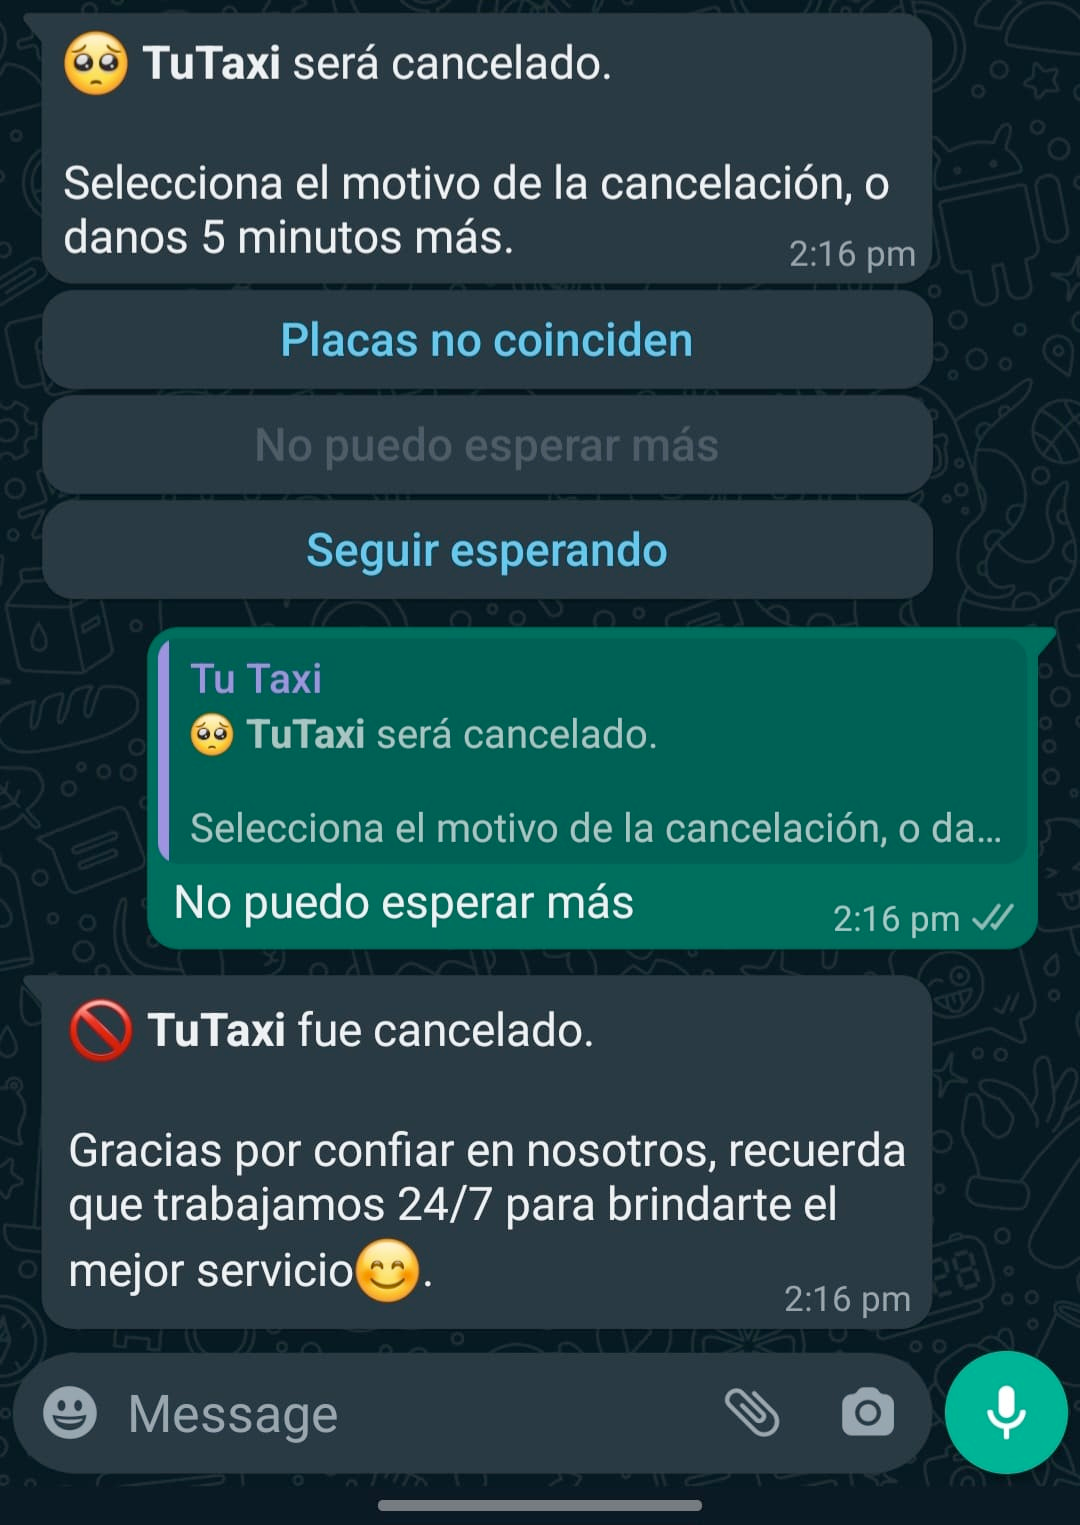 🥺 TuTaxi será cancelado.
Selecciona el motivo de la cancelación, o
danos 5 minutos más.
2:16 pm
Placas no coinciden
No puedo esperar más
Seguir esperando
Tu Taxi
🥺 TuTaxi será cancelado.
Selecciona el motivo de la cancelación, o da...
No puedo esperar más
2:16 pm
🚫 TuTaxi fue cancelado.
Gracias por confiar en nosotros, recuerda
que trabajamos 24/7 para brindarte el
mejor servicio😊.
2:16 pm
Message